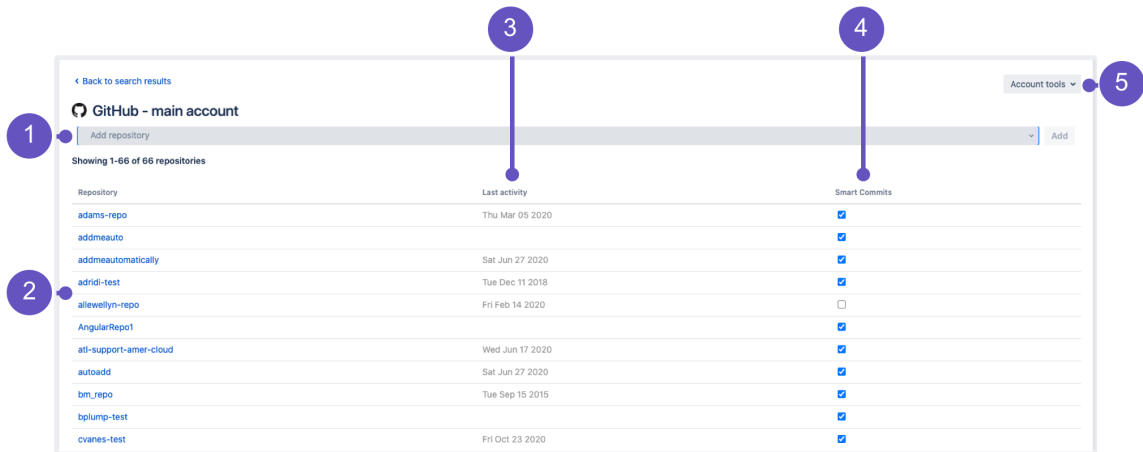 3
4
‹ Back to search results
Account tools
5
GitHub - main account
1
Add repository
Add
Showing 1-66 of 66 repositories
Repository Last activity Smart Commits
adams-repo Thu Mar 05 2020
addmeauto
addmeautomatically Sat Jun 27 2020
adridi-test Tue Dec 11 2018
2
allewellyn-repo Fri Feb 14 2020
AngularRepo1
atl-support-amer-cloud Wed Jun 17 2020
autoadd Sat Jun 27 2020
bm_repo Tue Sep 15 2015
bplump-test
cvanes-test Fri Oct 23 2020